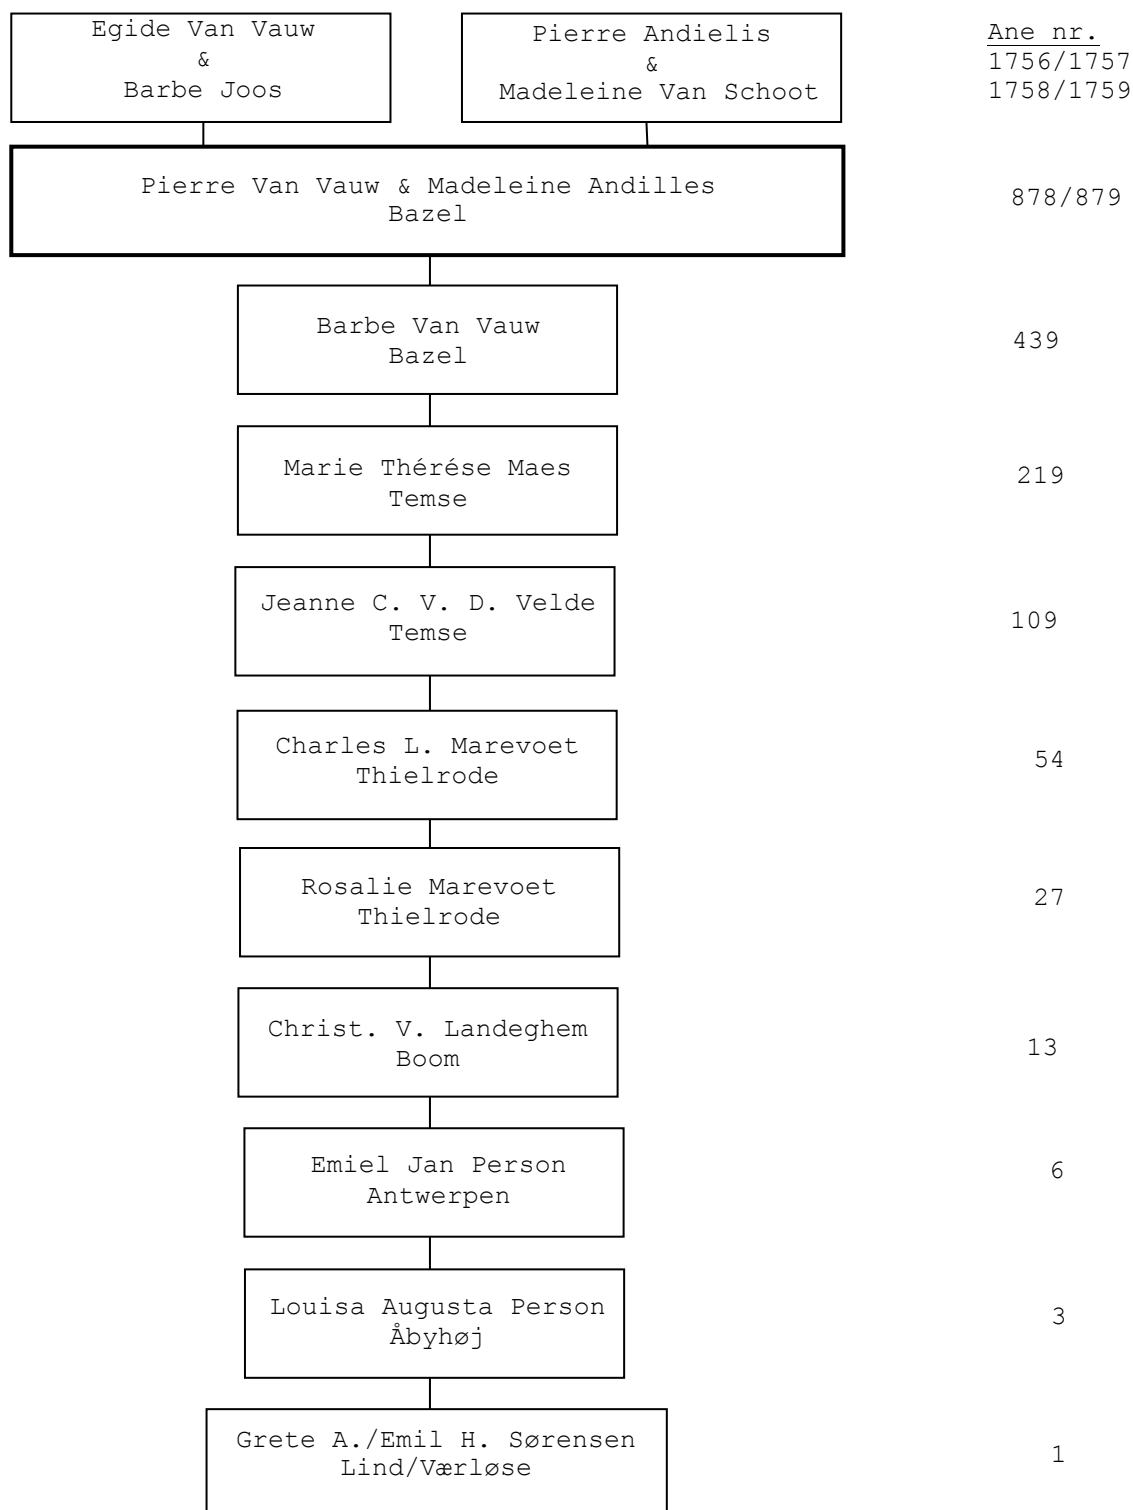 Egide Van Vauw
&
Barbe Joos
Pierre Andielis
&
Madeleine Van Schoot
Ane nr.
1756/1757
1758/1759
Pierre Van Vauw & Madeleine Andilles
Bazel
878/879
Barbe Van Vauw
Bazel
439
Marie Thérése Maes
Temse
219
Jeanne C. V. D. Velde
Temse
109
Charles L. Marevoet
Thielrode
54
Rosalie Marevoet
Thielrode
27
Christ. V. Landeghem
Boom
13
Emiel Jan Person
Antwerpen
6
Louisa Augusta Person
Åbyhøj
3
Grete A./Emil H. Sørensen
Lind/Værløse
1